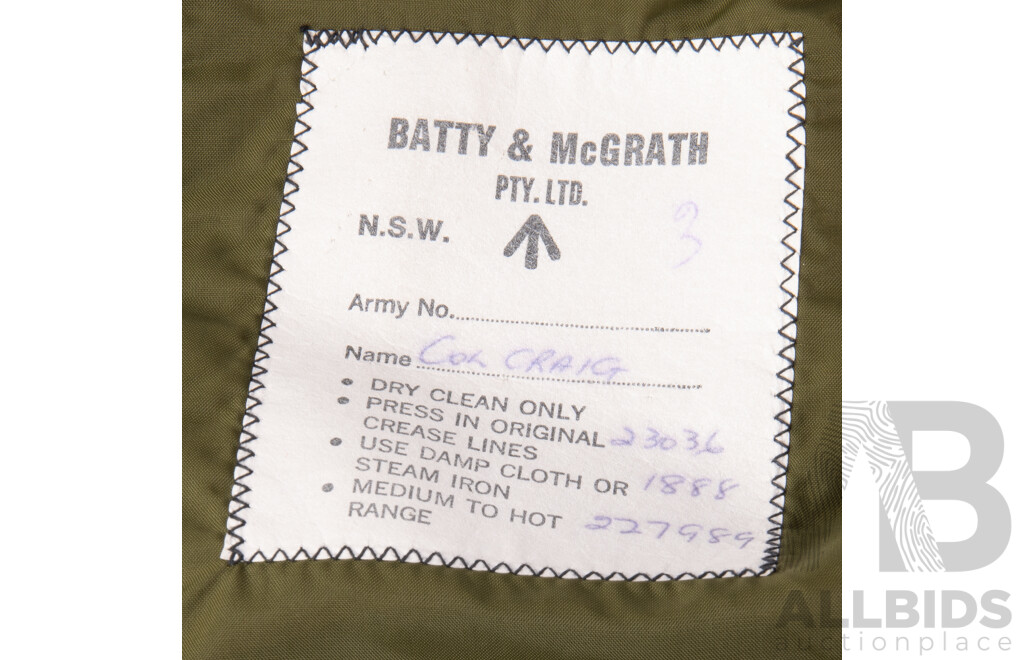 BATTY & McGRATH
PTY. LTD.
N.S.W.
3
Army No.
Name Col CRAIG
• DRY CLEAN ONLY
• PRESS IN ORIGINAL 23036
CREASE LINES
• USE DAMP CLOTH OR 1888
STEAM IRON
• MEDIUM TO HOT 227989
RANGE
AB
ALLBIDS
auctionplace